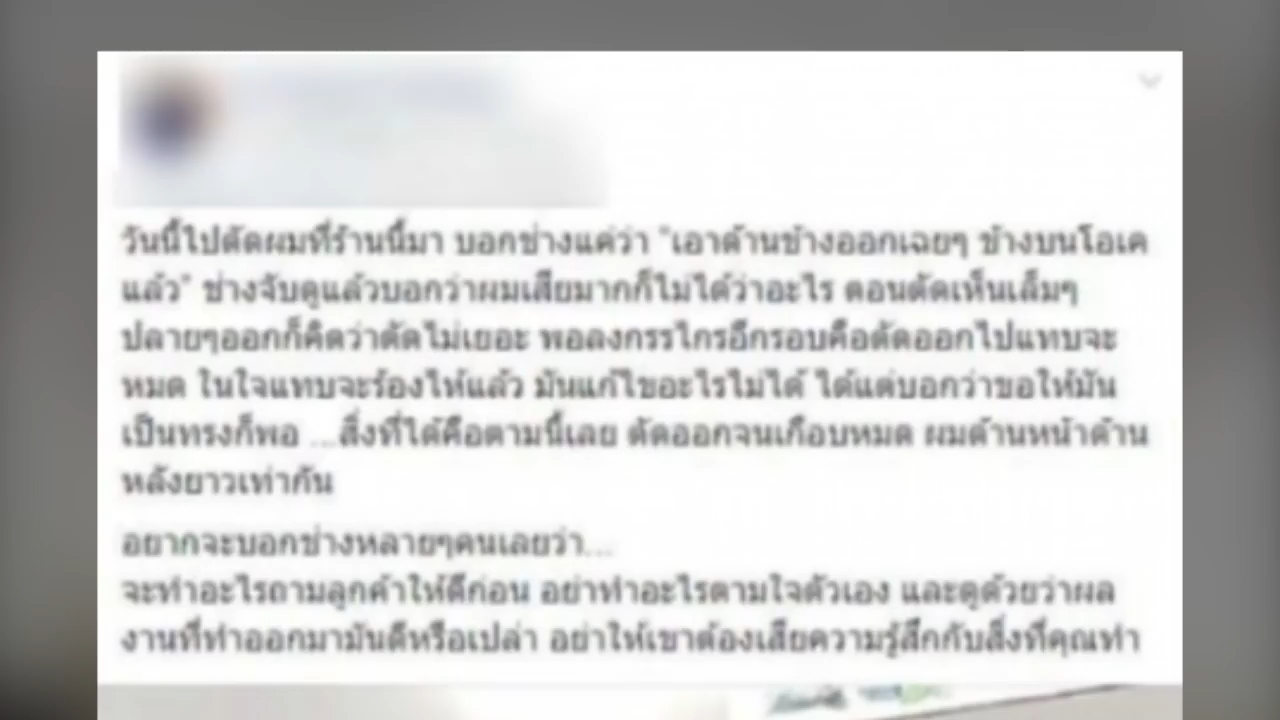 วันนี้ไปตัดผมที่ร้านนี้มา บอกช่างแค่ว่า "เอาด้านข้างออกเฉยๆ ข้างบนโอเค
แล้ว" ช่างจับดูแล้วบอกว่าผมเสียมากก็ไม่ได้ว่าอะไร ตอนตัดเห็นเล็มๆ
ปลายๆออกก็คิดว่าตัดไม่เยอะ พอลงกรรไกรอีกรอบคือตัดออกไปแทบจะ
หมด ในใจแทบจะร้องไห้แล้ว มันแก้ไขอะไรไม่ได้ ได้แต่บอกว่าขอให้มัน
เป็นทรงก็พอ ...สิ่งที่ได้คือตามนี้เลย ตัดออกจนเกือบหมด ผมด้านหน้าด้าน
หลังยาวเท่ากัน
อยากจะบอกช่างหลายๆคนเลยว่า...
จะทำอะไรถามลูกค้าให้ดีก่อน อย่าทำอะไรตามใจตัวเอง และดูด้วยว่าผล
งานที่ทำออกมามันดีหรือเปล่า อย่าให้เขาต้องเสียความรู้สึกกับสิ่งที่คุณทำ